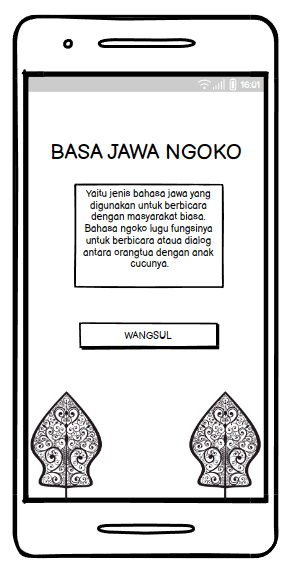 16:01
BASA JAWA NGOKO
Yaitu jenis bahasa jawa yang
digunakan untuk berbicara
dengan masyarakat biasa.
Bahasa ngoko lugu fungsinya
untuk berbicara ataua dialog
antara orangtua dengan anak
cucunya.
WANGSUL